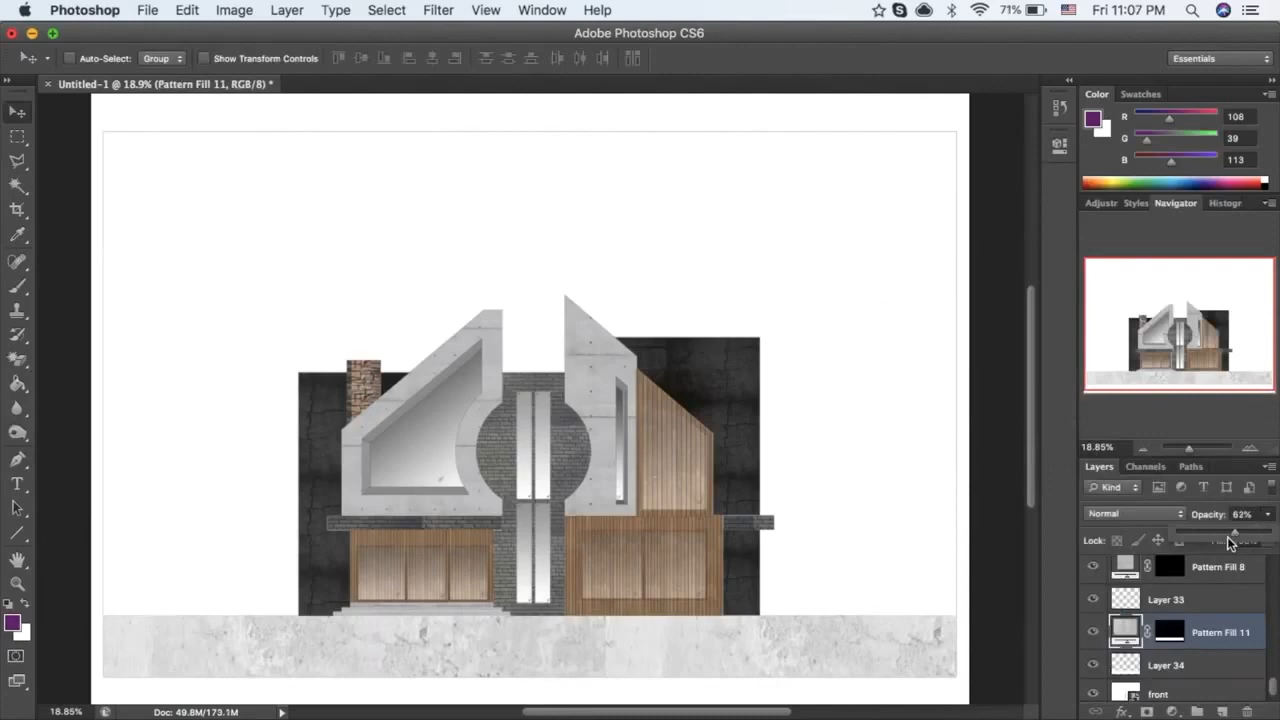 Photoshop File Edit Image Layer Type Select Filter View Window Help 71% Fri 11:07 PM
Adobe Photoshop CS6
Auto-Select: Group Show Transform Controls Essentials
Untitled-1 @ 18.9% (Pattern Fill 11, RGB/8) *
Color Swatches
R 108
G 39
B 113
Adjustr Styles Navigator Histogr
18.85%
Layers Channels Paths
Kind
Normal Opacity: 62%
Lock:
Pattern Fill 8
Layer 33
Pattern Fill 11
Layer 34
front
18.85% Doc: 49.8M/173.1M